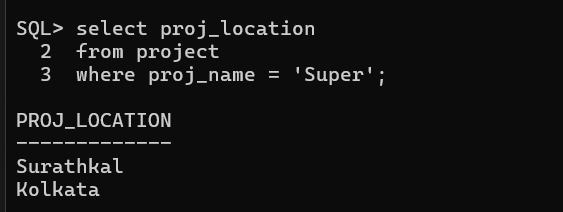 SQL> select proj_location
  2  from project
  3  where proj_name = 'Super';
PROJ_LOCATION
-------------
Surathkal
Kolkata